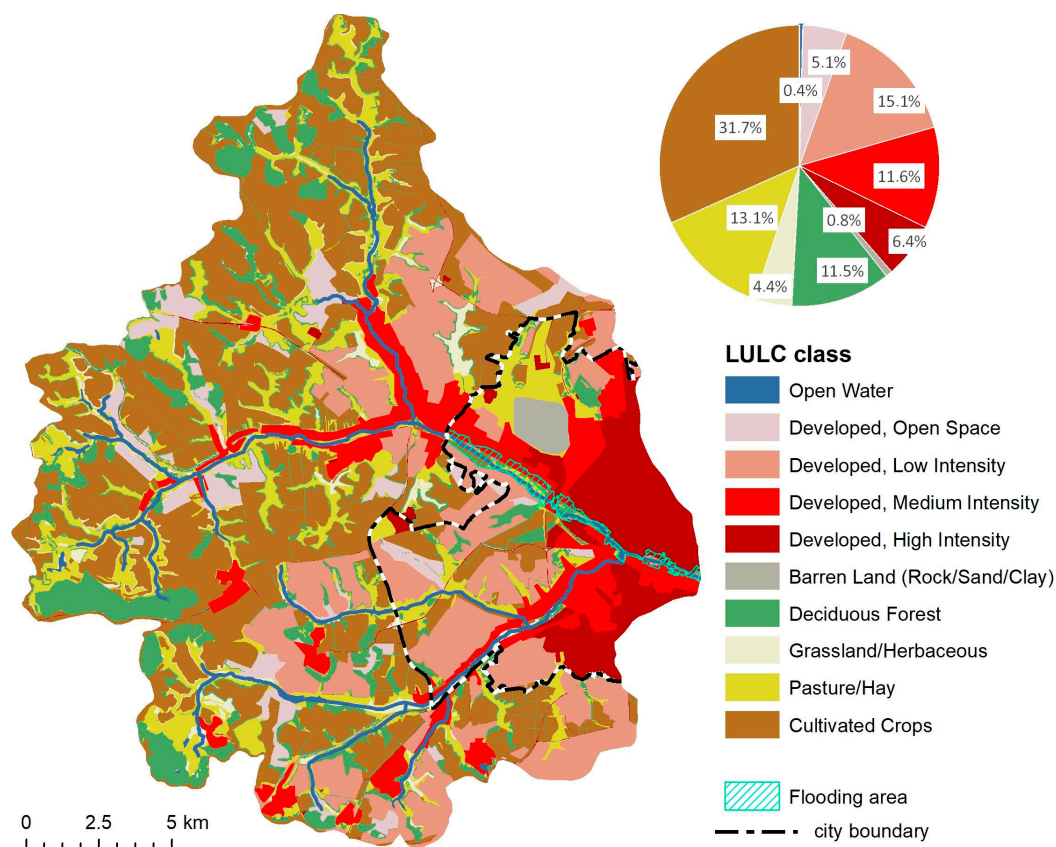 5.1%
0.4%
15.1%
31.7%
11.6%
13.1%
0.8%
6.4%
11.5%
4.4%
LULC class
Open Water
Developed, Open Space
Developed, Low Intensity
Developed, Medium Intensity
Developed, High Intensity
Barren Land (Rock/Sand/Clay)
Deciduous Forest
Grassland/Herbaceous
Pasture/Hay
Cultivated Crops
Flooding area
city boundary
0 2.5 5 km